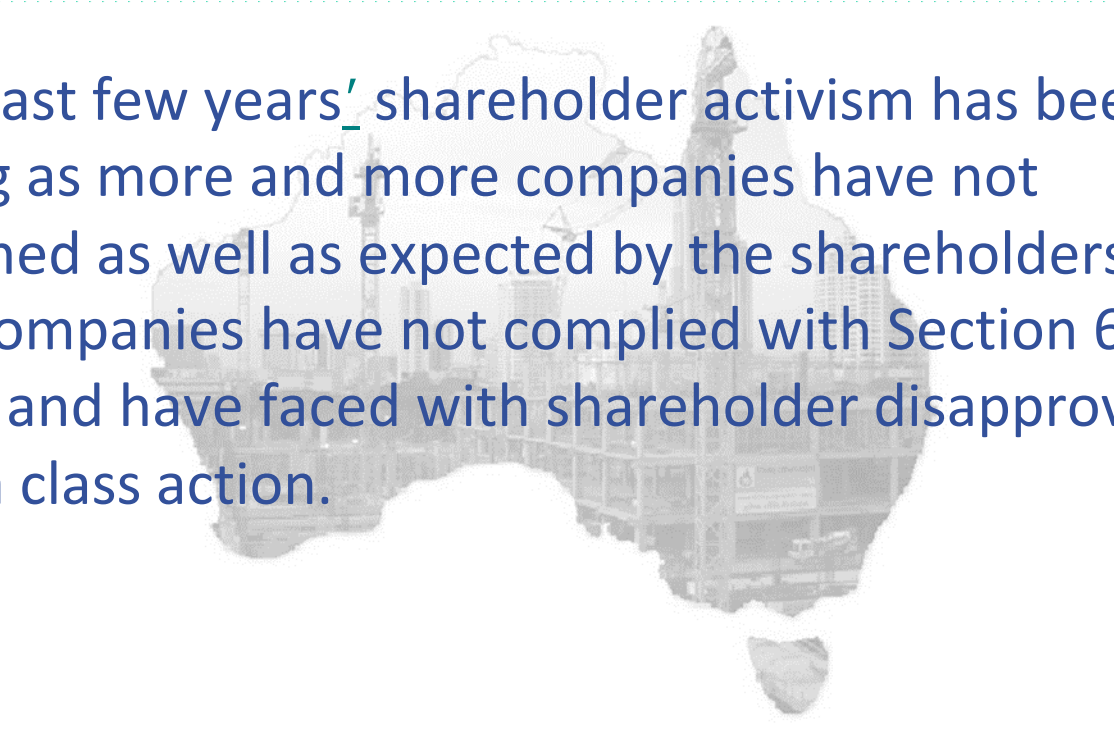 ast few years’ shareholder activism has bee
g as more and more companies have not
ned as well as expected by the shareholders
ompanies have not complied with Section 6
and have faced with shareholder disapprov
class action.